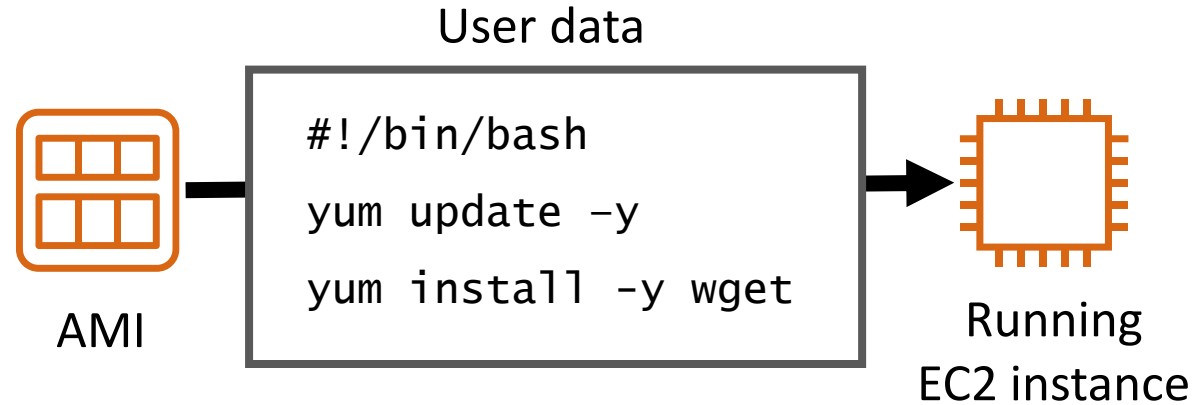 User data
#!/bin/bash
yum update –y
yum install -y wget
AMI
Running
EC2 instance